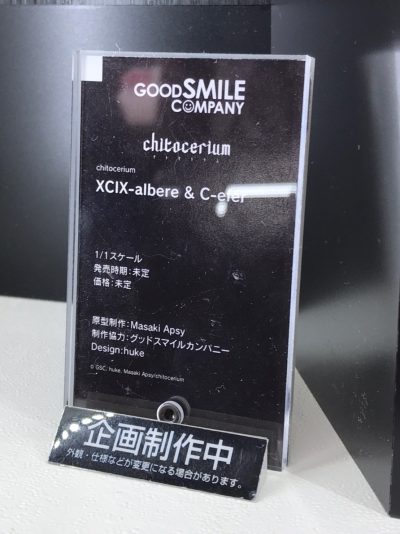 GOODSMILE
COMPANY
chitocerium
chitocerium
XCIX-albere &
1/1スケール
発売時期：未定
価格：未定
原型制作：Masaki Apsy
制作協力：グッドスマイルカンパニー
Design:huke
© GSC, huke, Masaki Apsy/chitocerium
企画制作中
外観・仕様などが変更になる場合があります。